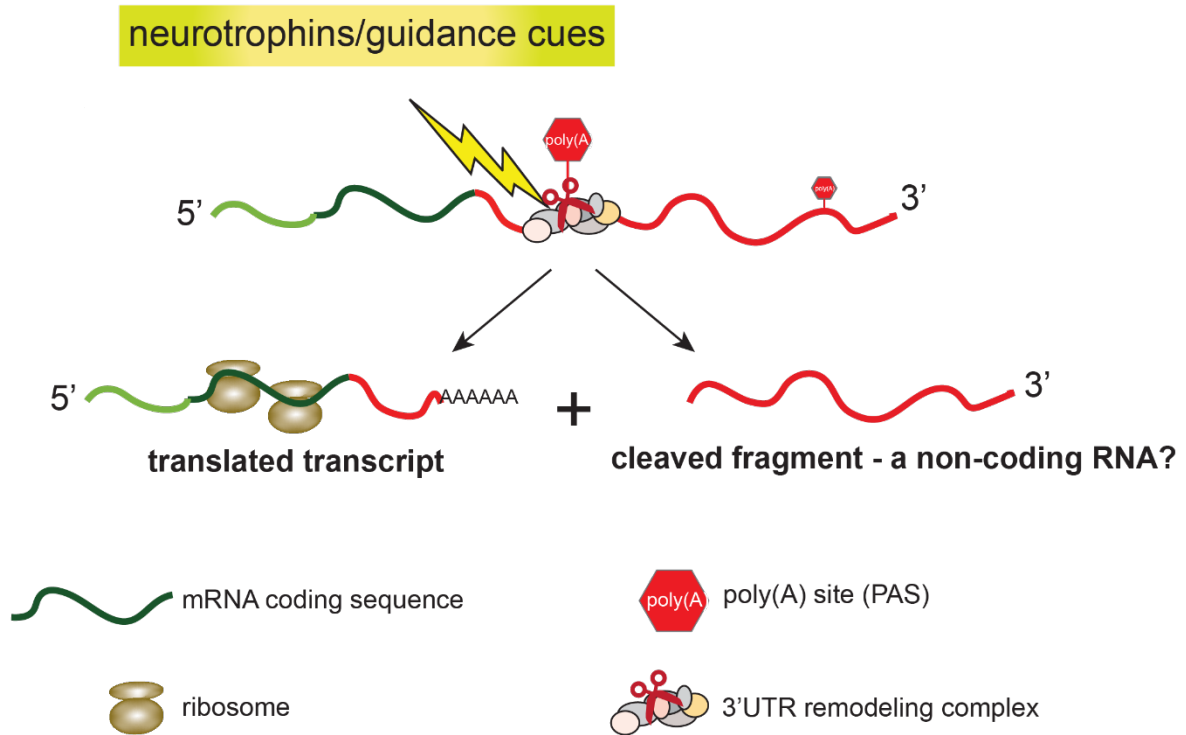 neurotrophins/guidance cues
poly(A)
poly(A)
5’
3’
5’
AAAAAA
+
3’
translated transcript
cleaved fragment - a non-coding RNA?
mRNA coding sequence
poly(A)
poly(A) site (PAS)
ribosome
3’UTR remodeling complex